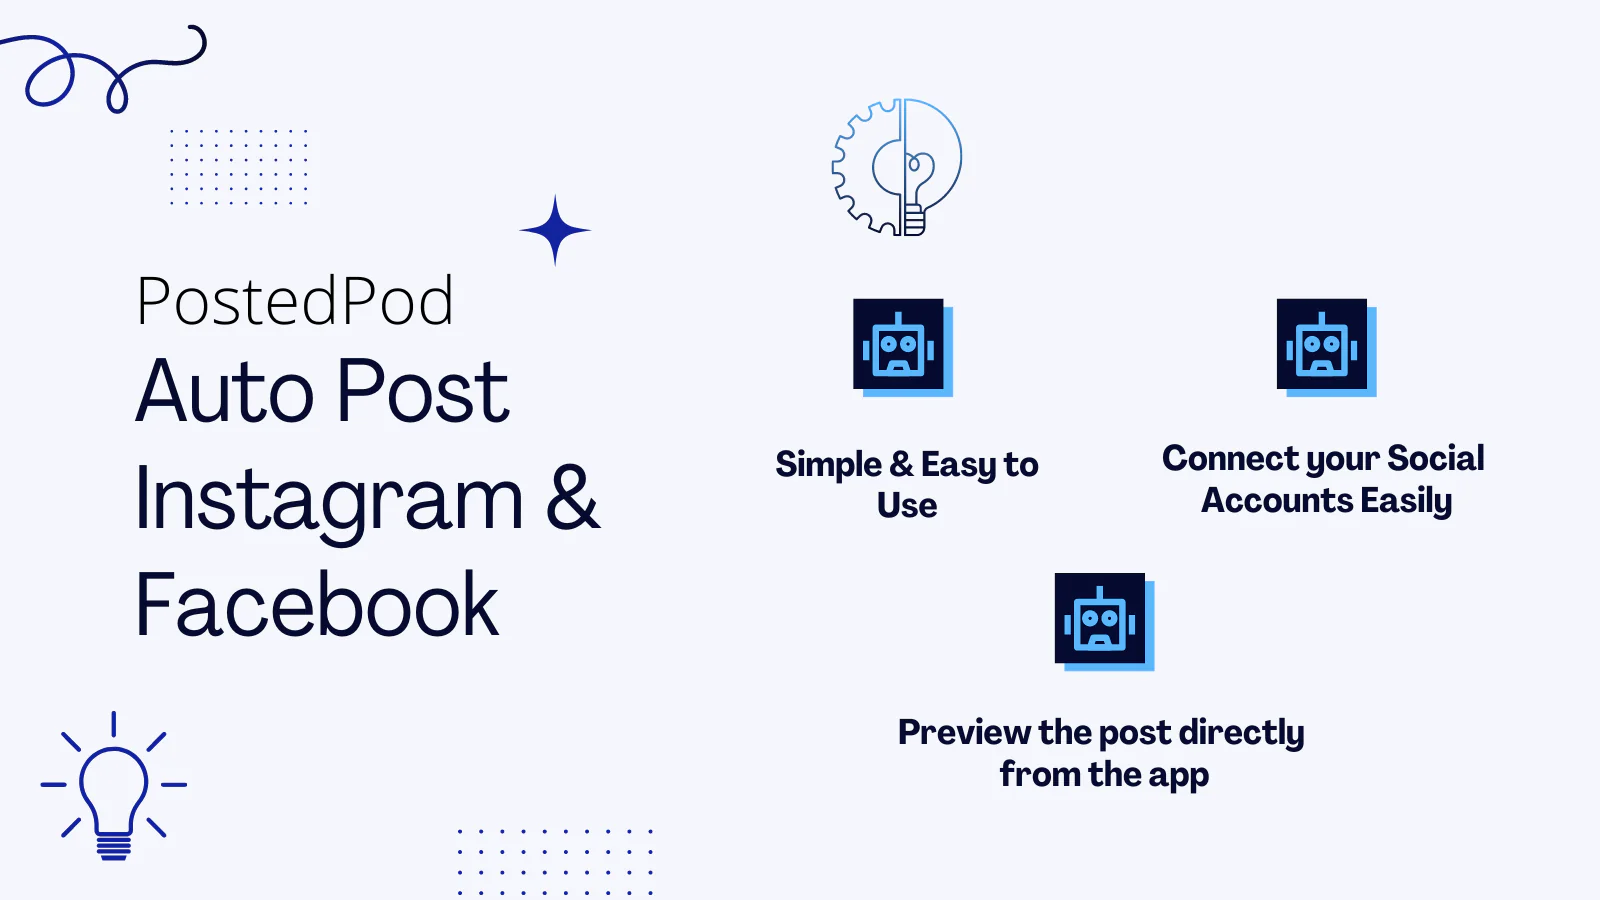 PostedPod
Auto Post
Instagram &
Facebook
Simple & Easy to
Use
Connect your Social
Accounts Easily
Preview the post directly
from the app